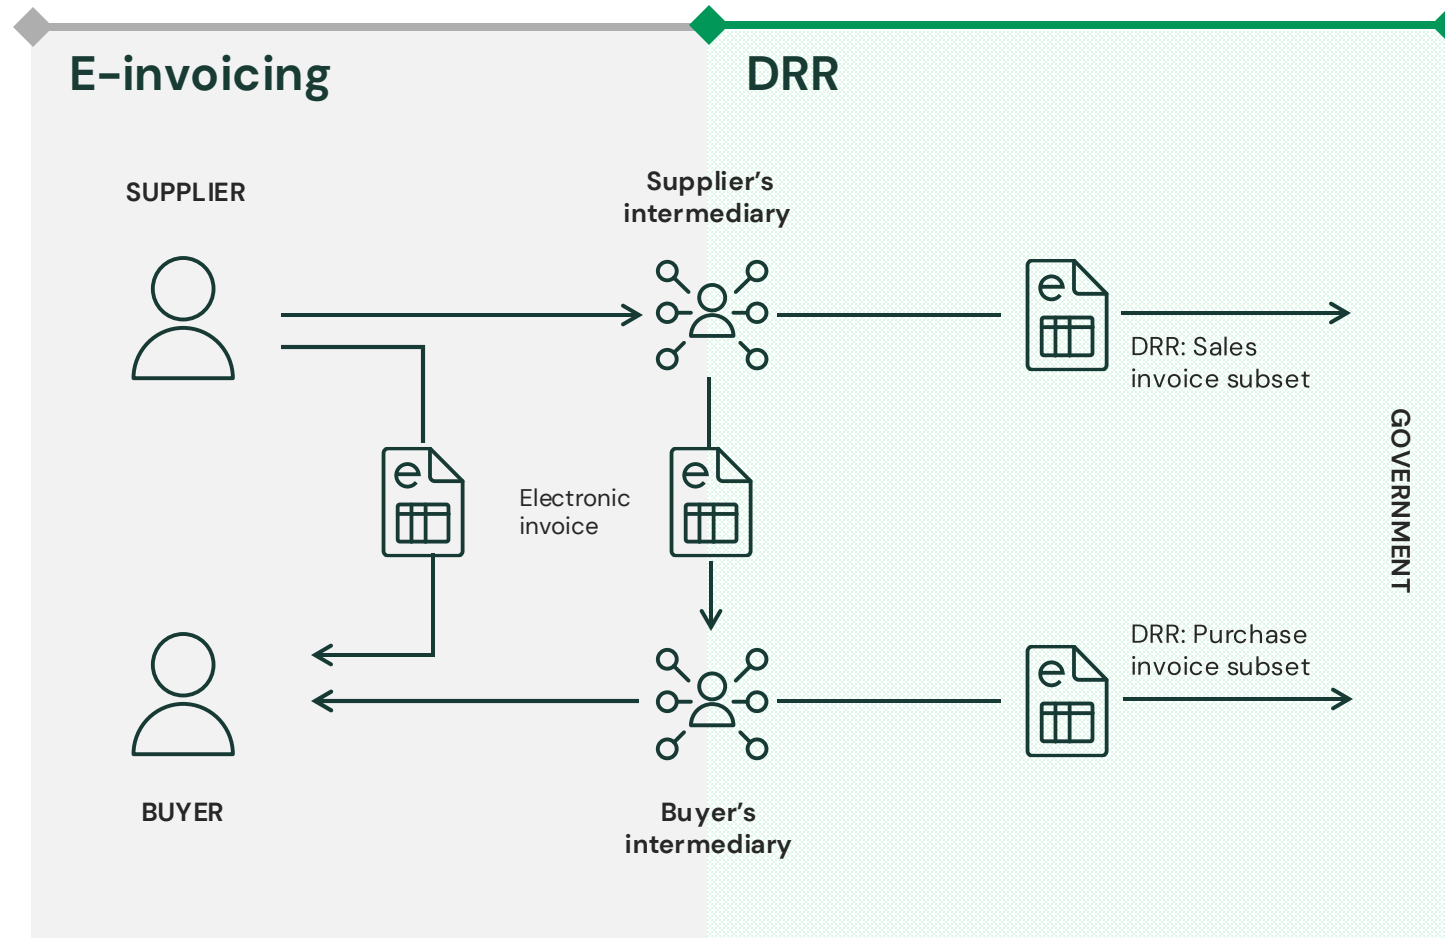 E-invoicing
DRR
SUPPLIER
Supplier’s
intermediary
DRR: Sales
invoice subset
Electronic
invoice
GOVERNMENT
DRR: Purchase
invoice subset
BUYER
Buyer’s
intermediary